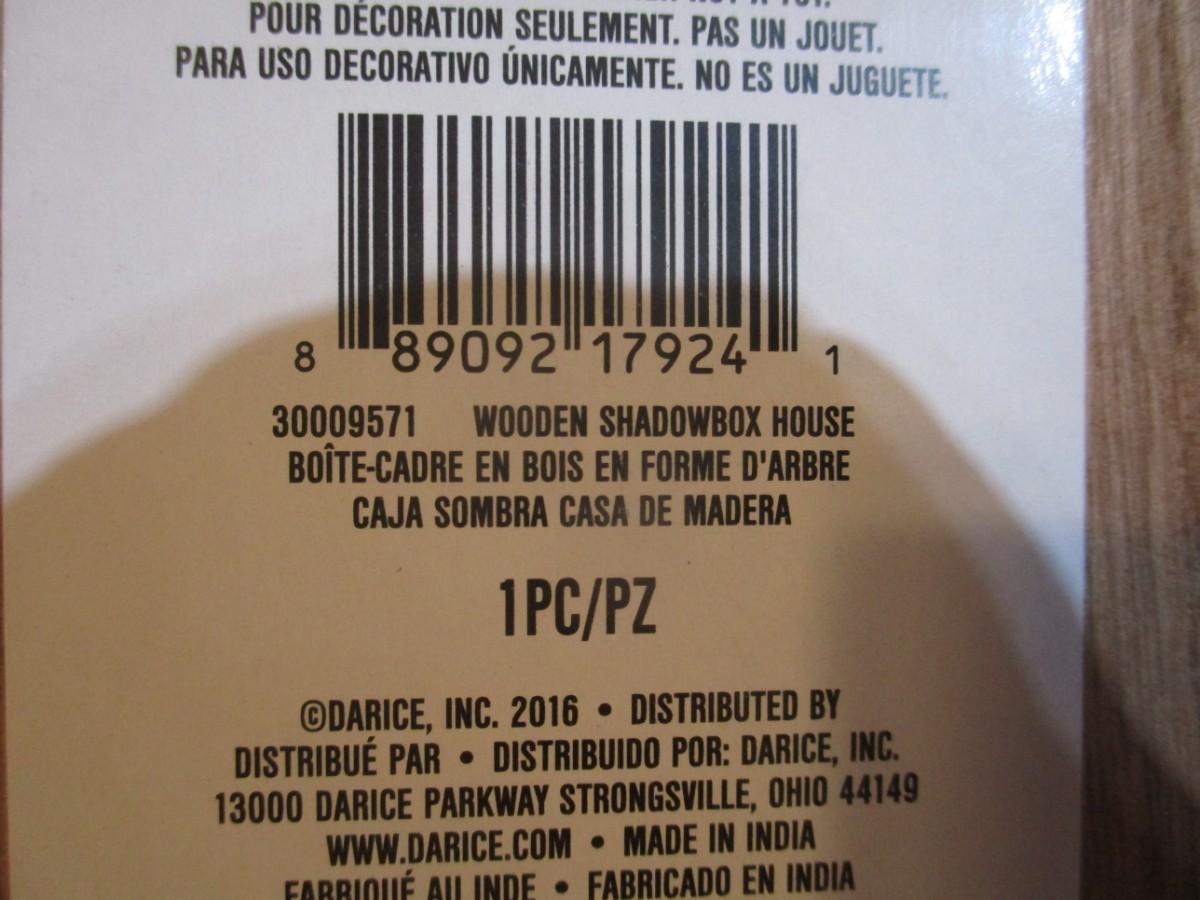 NOT A TOY.
POUR DÉCORATION SEULEMENT. PAS UN JOUET.
PARA USO DECORATIVO ÚNICAMENTE. NO ES UN JUGUETE.
8 89092 17924 1
30009571 WOODEN SHADOWBOX HOUSE
BOÎTE-CADRE EN BOIS EN FORME D'ARBRE
CAJA SOMBRA CASA DE MADERA
1PC/PZ
©DARICE, INC. 2016 • DISTRIBUTED BY
DISTRIBUÉ PAR • DISTRIBUIDO POR: DARICE, INC.
13000 DARICE PARKWAY STRONGSVILLE, OHIO 44149
WWW.DARICE.COM • MADE IN INDIA
FABRIQUÉ AU INDE • FABRICADO EN INDIA